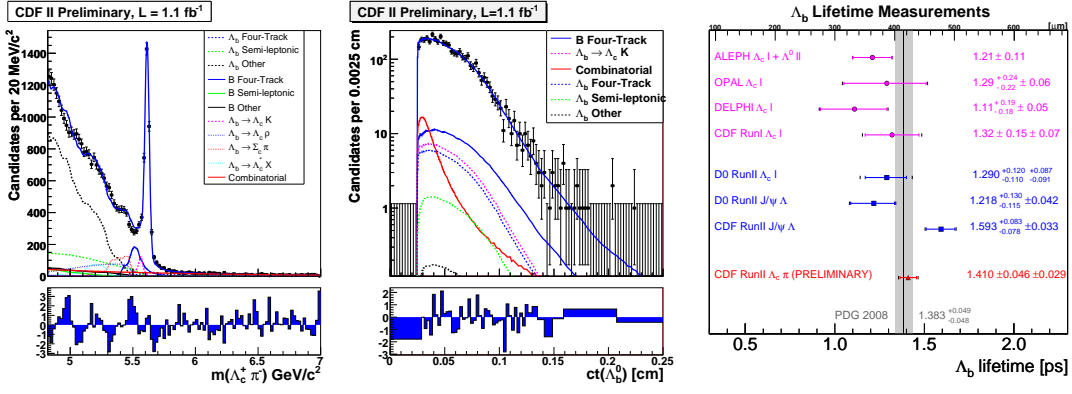 CDF II Preliminary, L = 1.1 fb⁻¹
Candidates per 20 MeV/c²
1400
1200
1000
800
600
400
200
0
Λb Four-Track
Λb Semi-leptonic
Λb Other
B Four-Track
B Semi-leptonic
B Other
Λb → Λc K
Λb → Λc ρ
Λb → Σc π
Λb → Λc* X
Combinatorial
3
2
1
0
-1
-2
-3
5 5.5 6 6.5 7
m(Λc⁺ π⁻) GeV/c²
CDF II Preliminary, L=1.1 fb⁻¹
Candidates per 0.0025 cm
10²
10
1
B Four-Track
Λb → Λc K
Combinatorial
Λb Four-Track
Λb Semi-leptonic
Λb Other
2
0
-2
0 0.05 0.1 0.15 0.2 0.25
ct(Λb⁰) [cm]
Λb Lifetime Measurements
100 200 300 400 500 600 [μm]
ALEPH Λc l + Λ⁰ ll 1.21 ± 0.11
OPAL Λc l 1.29 +0.24 -0.22 ± 0.06
DELPHI Λc l 1.11 +0.19 -0.18 ± 0.05
CDF RunI Λc l 1.32 ± 0.15 ± 0.07
D0 RunII Λc l 1.290 +0.120 -0.110 +0.087 -0.091
D0 RunII J/ψ Λ 1.218 +0.130 -0.115 ±0.042
CDF RunII J/ψ Λ 1.593 +0.083 -0.078 ±0.033
CDF RunII Λc π (PRELIMINARY) 1.410 ±0.046 ±0.029
PDG 2008 1.383 +0.049 -0.048
0.5 1.0 1.5 2.0
Λb lifetime [ps]